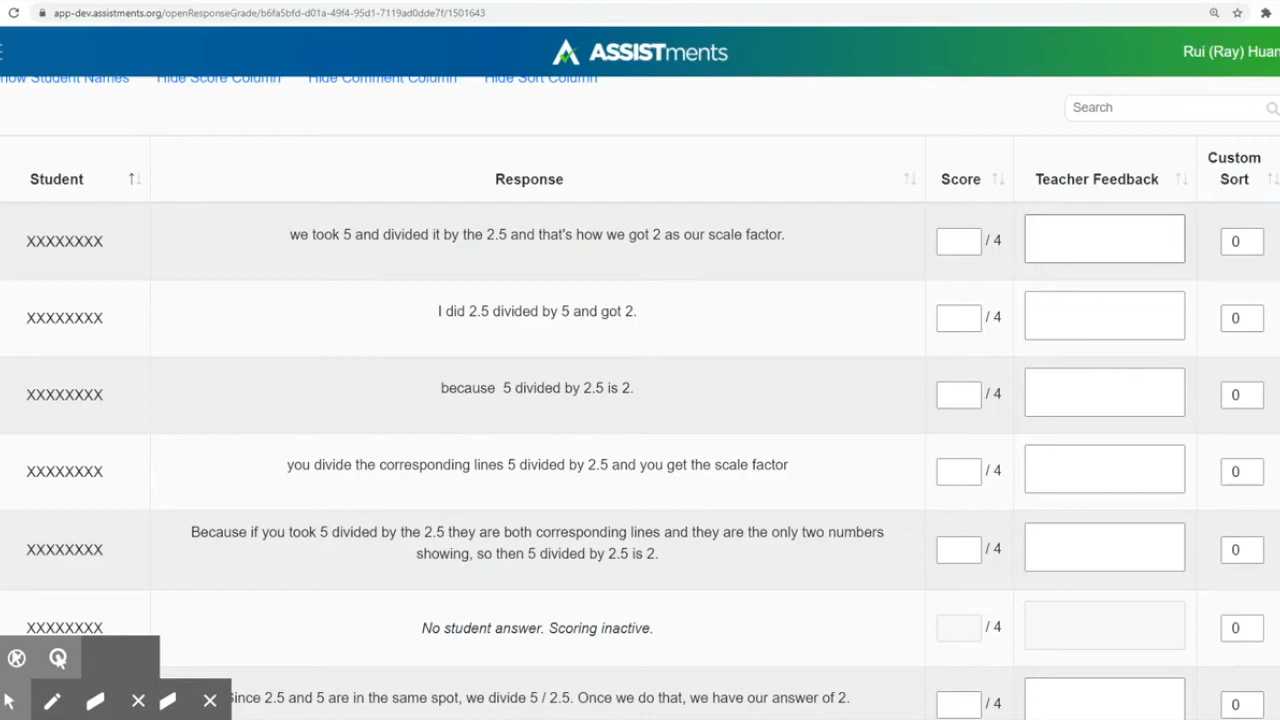 app-dev.assistments.org/openResponseGrade/b6fa5bfd-d01a-49f4-95d1-7119ad0dde7f/1501643
ASSISTments
Rui (Ray) Huan
how Student Names Hide Score Column Hide Comment Column Hide Sort Column
Search
Student Response Score Teacher Feedback Custom Sort
XXXXXXXX we took 5 and divided it by the 2.5 and that's how we got 2 as our scale factor. / 4 0
XXXXXXXX I did 2.5 divided by 5 and got 2. / 4 0
XXXXXXXX because 5 divided by 2.5 is 2. / 4 0
XXXXXXXX you divide the corresponding lines 5 divided by 2.5 and you get the scale factor / 4 0
XXXXXXXX Because if you took 5 divided by the 2.5 they are both corresponding lines and they are the only two numbers
showing, so then 5 divided by 2.5 is 2. / 4 0
XXXXXXXX No student answer. Scoring inactive. / 4 0
Since 2.5 and 5 are in the same spot, we divide 5 / 2.5. Once we do that, we have our answer of 2. / 4 0